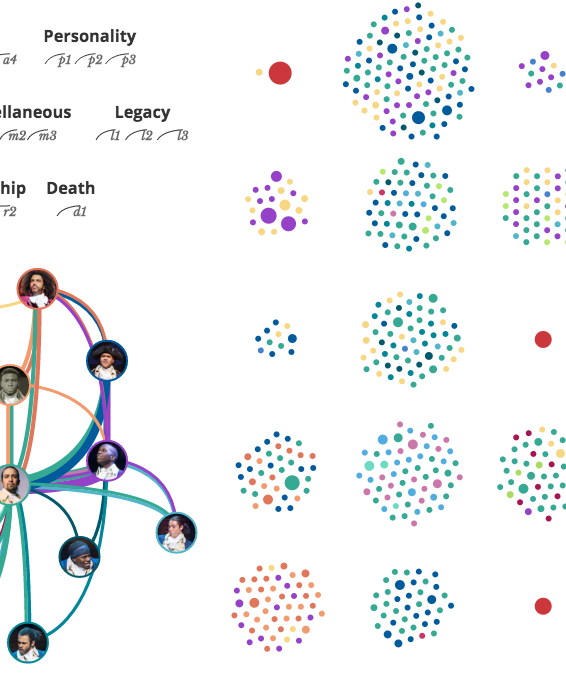 Personality
a4 p1 p2 p3
ellaneous Legacy
m2 m3 l1 l2 l3
hip Death
r2 d1